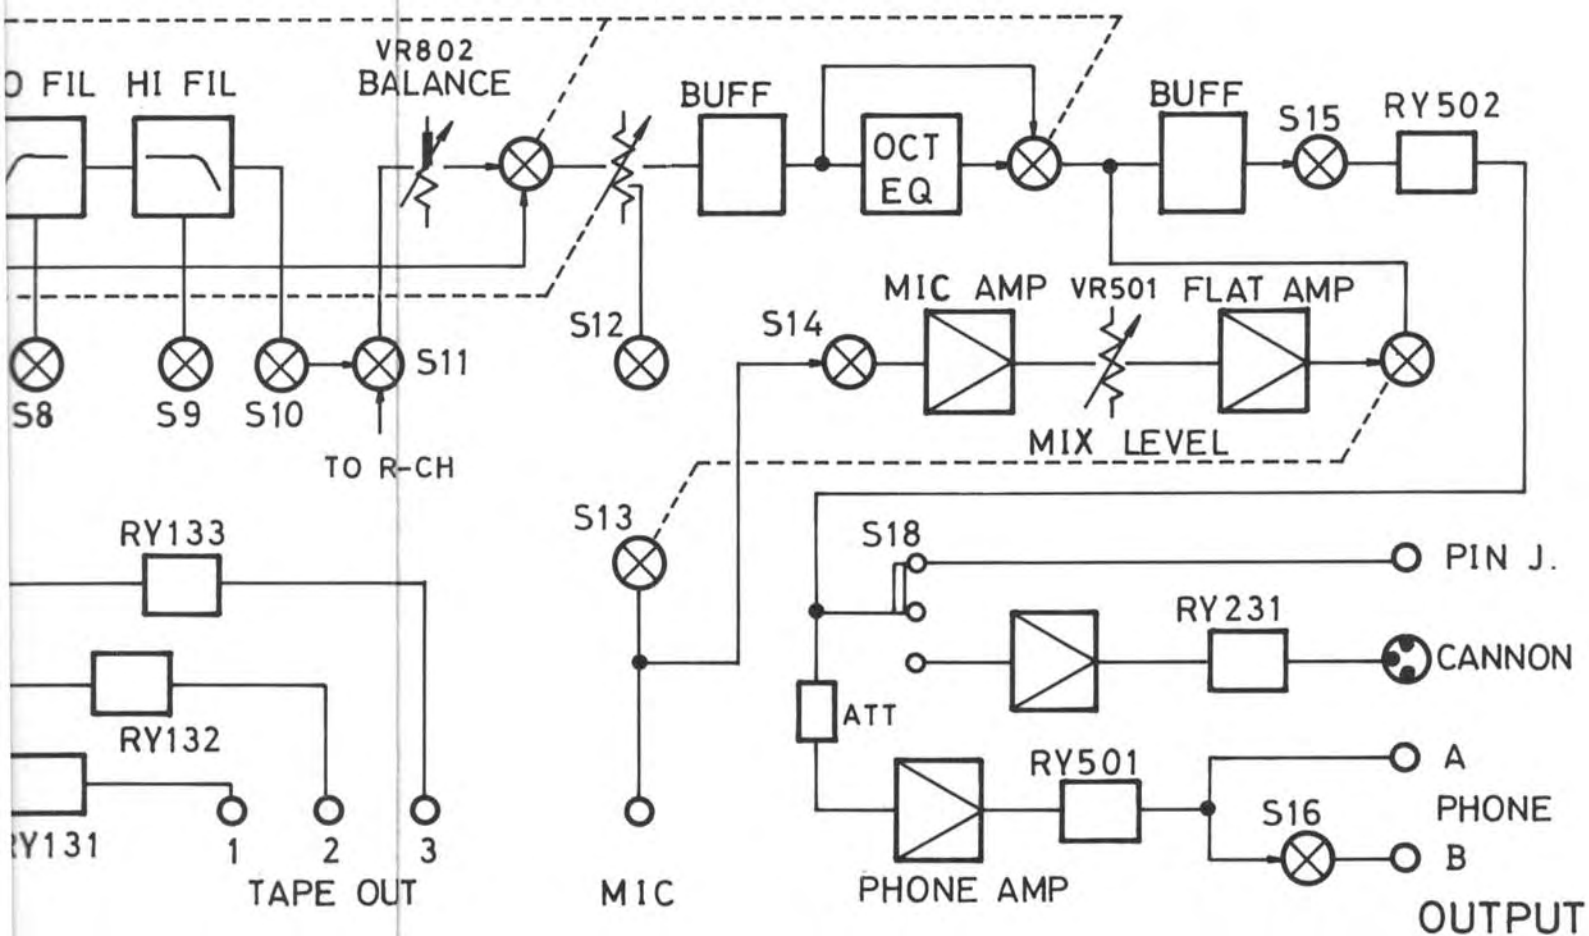 VR802
O FIL HI FIL BALANCE BUFF BUFF S15 RY502
OCT
EQ
MIC AMP VR501 FLAT AMP
S12 S14
S11
S8 S9 S10
MIX LEVEL
TO R-CH
S13
RY133 S18
PIN J.
RY231
CANNON
ATT
RY132
RY501 A
S16 PHONE
RY131 1 2 3 B
TAPE OUT MIC PHONE AMP
OUTPUT